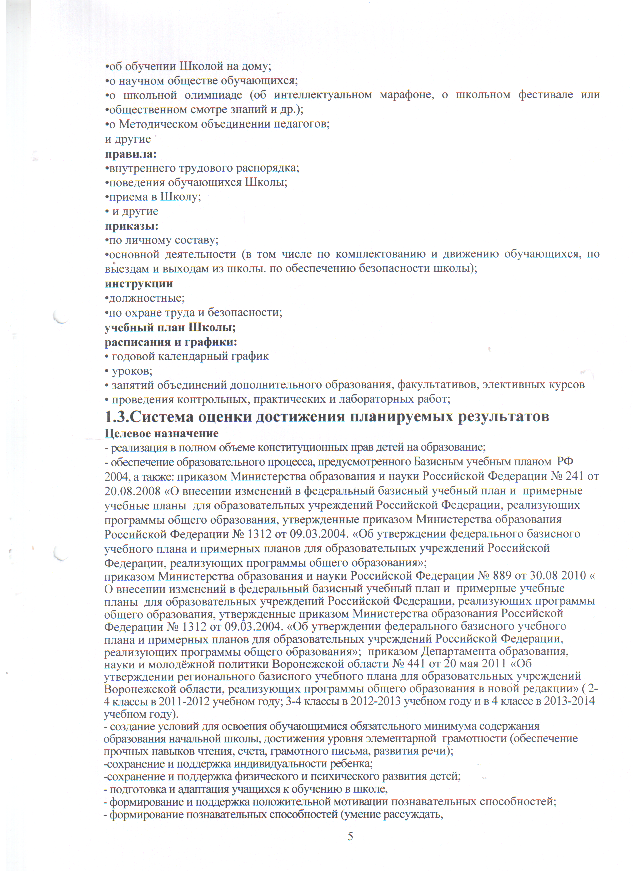 •об обучении Школой на дому;
•о научном обществе обучающихся;
•о школьной олимпиаде (об интеллектуальном марафоне, о школьном фестивале или
•общественном смотре знаний и др.);
•о Методическом объединении педагогов;
и другие
правила:
•внутреннего трудового распорядка;
•поведения обучающихся Школы;
•приема в Школу;
• и другие
приказы:
•по личному составу;
•основной деятельности (в том числе по комплектованию и движению обучающихся, по
выездам и выходам из школы. по обеспечению безопасности школы);
инструкции
•должностные;
•по охране труда и безопасности;
учебный план Школы;
расписания и графики:
• годовой календарный график
• уроков;
• занятий объединений дополнительного образования, факультативов, элективных курсов
• проведения контрольных, практических и лабораторных работ;
1.3.Система оценки достижения планируемых результатов
Целевое назначение
- реализация в полном объеме конституционных прав детей на образование;
- обеспечение образовательного процесса, предусмотренного Базисным учебным планом РФ
2004, а также: приказом Министерства образования и науки Российской Федерации № 241 от
20.08.2008 «О внесении изменений в федеральный базисный учебный план и примерные
учебные планы для образовательных учреждений Российской Федерации, реализующих
программы общего образования, утвержденные приказом Министерства образования
Российской Федерации № 1312 от 09.03.2004. «Об утверждении федерального базисного
учебного плана и примерных планов для образовательных учреждений Российской
Федерации, реализующих программы общего образования»;
приказом Министерства образования и науки Российской Федерации № 889 от 30.08 2010 «
О внесении изменений в федеральный базисный учебный план и примерные учебные
планы для образовательных учреждений Российской Федерации, реализующих программы
общего образования, утвержденные приказом Министерства образования Российской
Федерации № 1312 от 09.03.2004. «Об утверждении федерального базисного учебного
плана и примерных планов для образовательных учреждений Российской Федерации,
реализующих программы общего образования»; приказом Департамента образования,
науки и молодёжной политики Воронежской области № 441 от 20 мая 2011 «Об
утверждении регионального базисного учебного плана для образовательных учреждений
Воронежской области, реализующих программы общего образования в новой редакции» ( 2-
4 классы в 2011-2012 учебном году; 3-4 классы в 2012-2013 учебном году и в 4 классе в 2013-2014
учебном году).
- создание условий для освоения обучающимися обязательного минимума содержания
образования начальной школы, достижения уровня элементарной грамотности (обеспечение
прочных навыков чтения, счета, грамотного письма, развития речи);
-сохранение и поддержка индивидуальности ребенка;
-сохранение и поддержка физического и психического развития детей;
- подготовка и адаптация учащихся к обучению в школе,
- формирование и поддержка положительной мотивации познавательных способностей;
- формирование познавательных способностей (умение рассуждать,
5